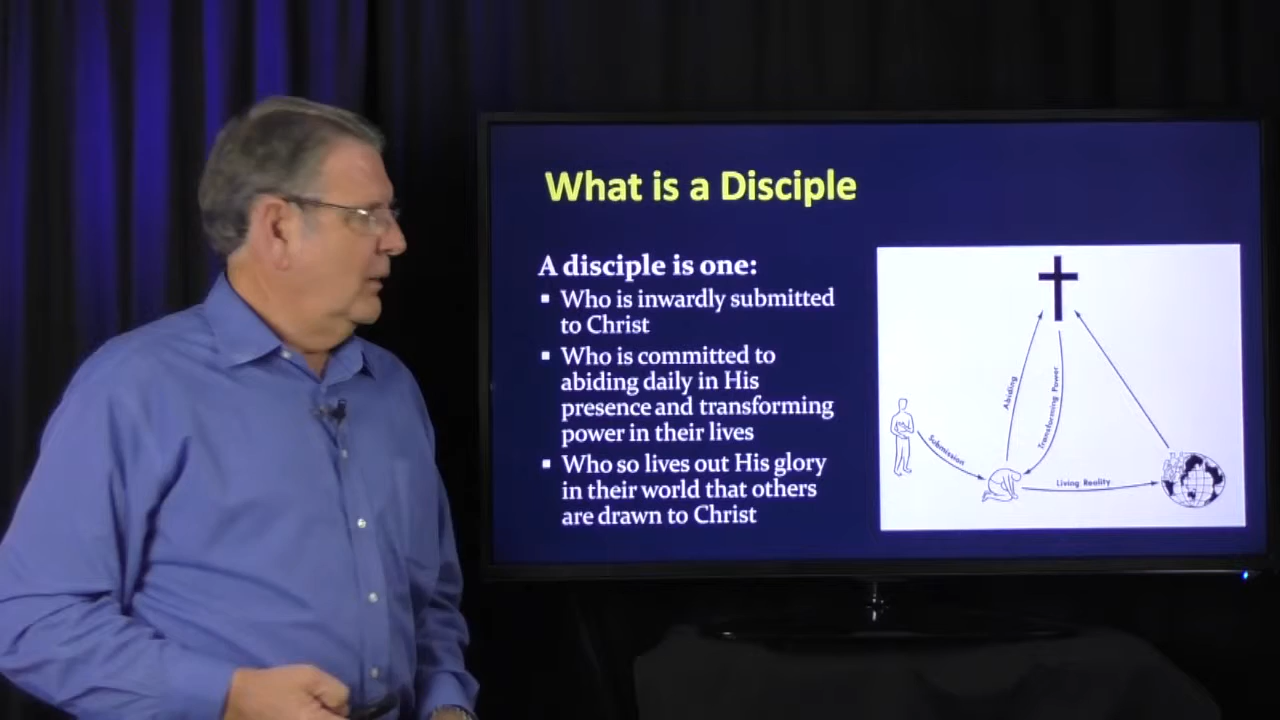 What is a Disciple
A disciple is one:
▪ Who is inwardly submitted
to Christ
▪ Who is committed to
abiding daily in His
presence and transforming
power in their lives
▪ Who so lives out His glory
in their world that others
are drawn to Christ
Submission
Abiding
Transforming Power
Living Reality